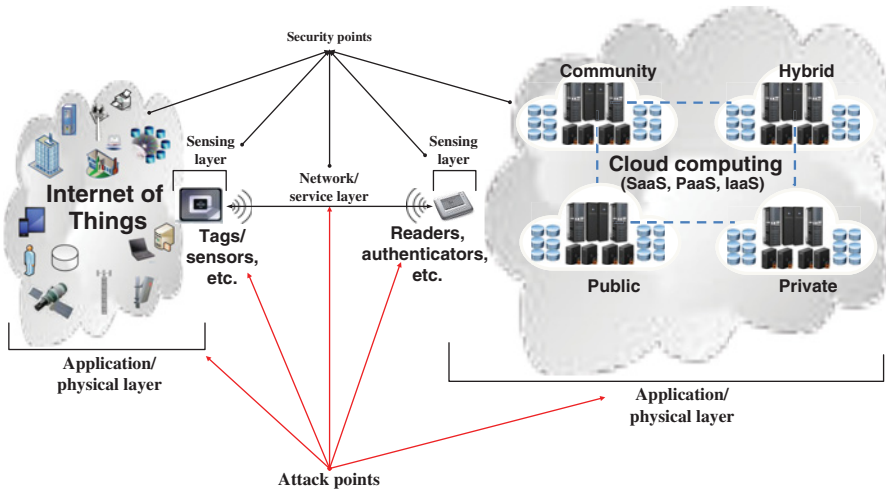 Security points
Community
Hybrid
Sensing
layer
Sensing
layer
Network/
service layer
Cloud computing
(SaaS, PaaS, IaaS)
Internet of
Things
Tags/
sensors,
etc.
Readers,
authenticators,
etc.
Public
Private
Application/
physical layer
Application/
physical layer
Attack points